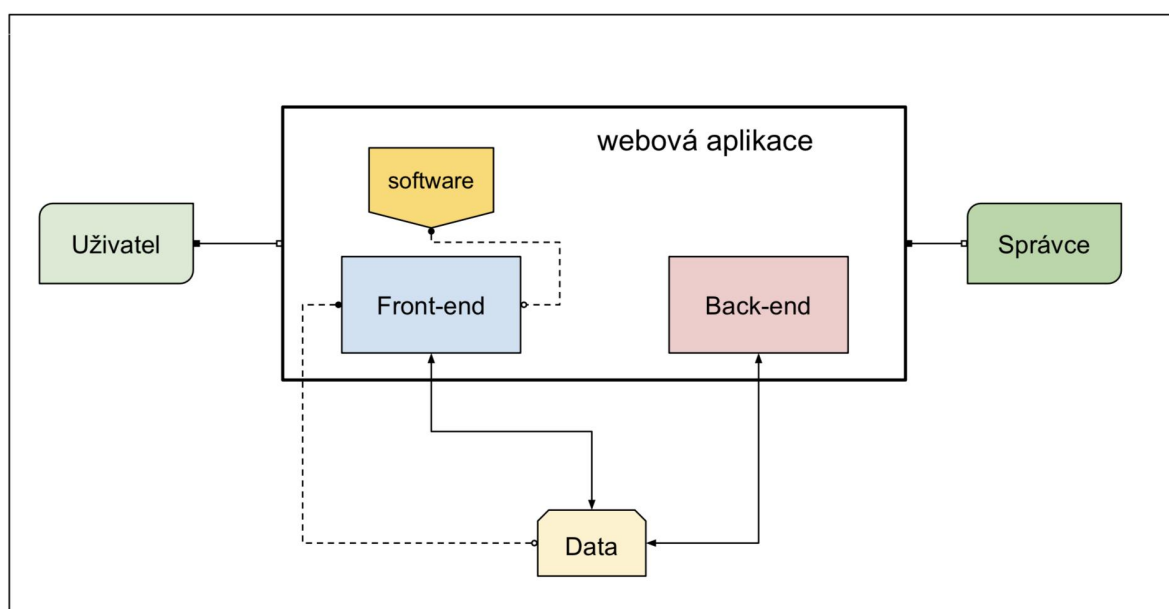 webová aplikace
software
Uživatel
Správce
Front-end
Back-end
Data